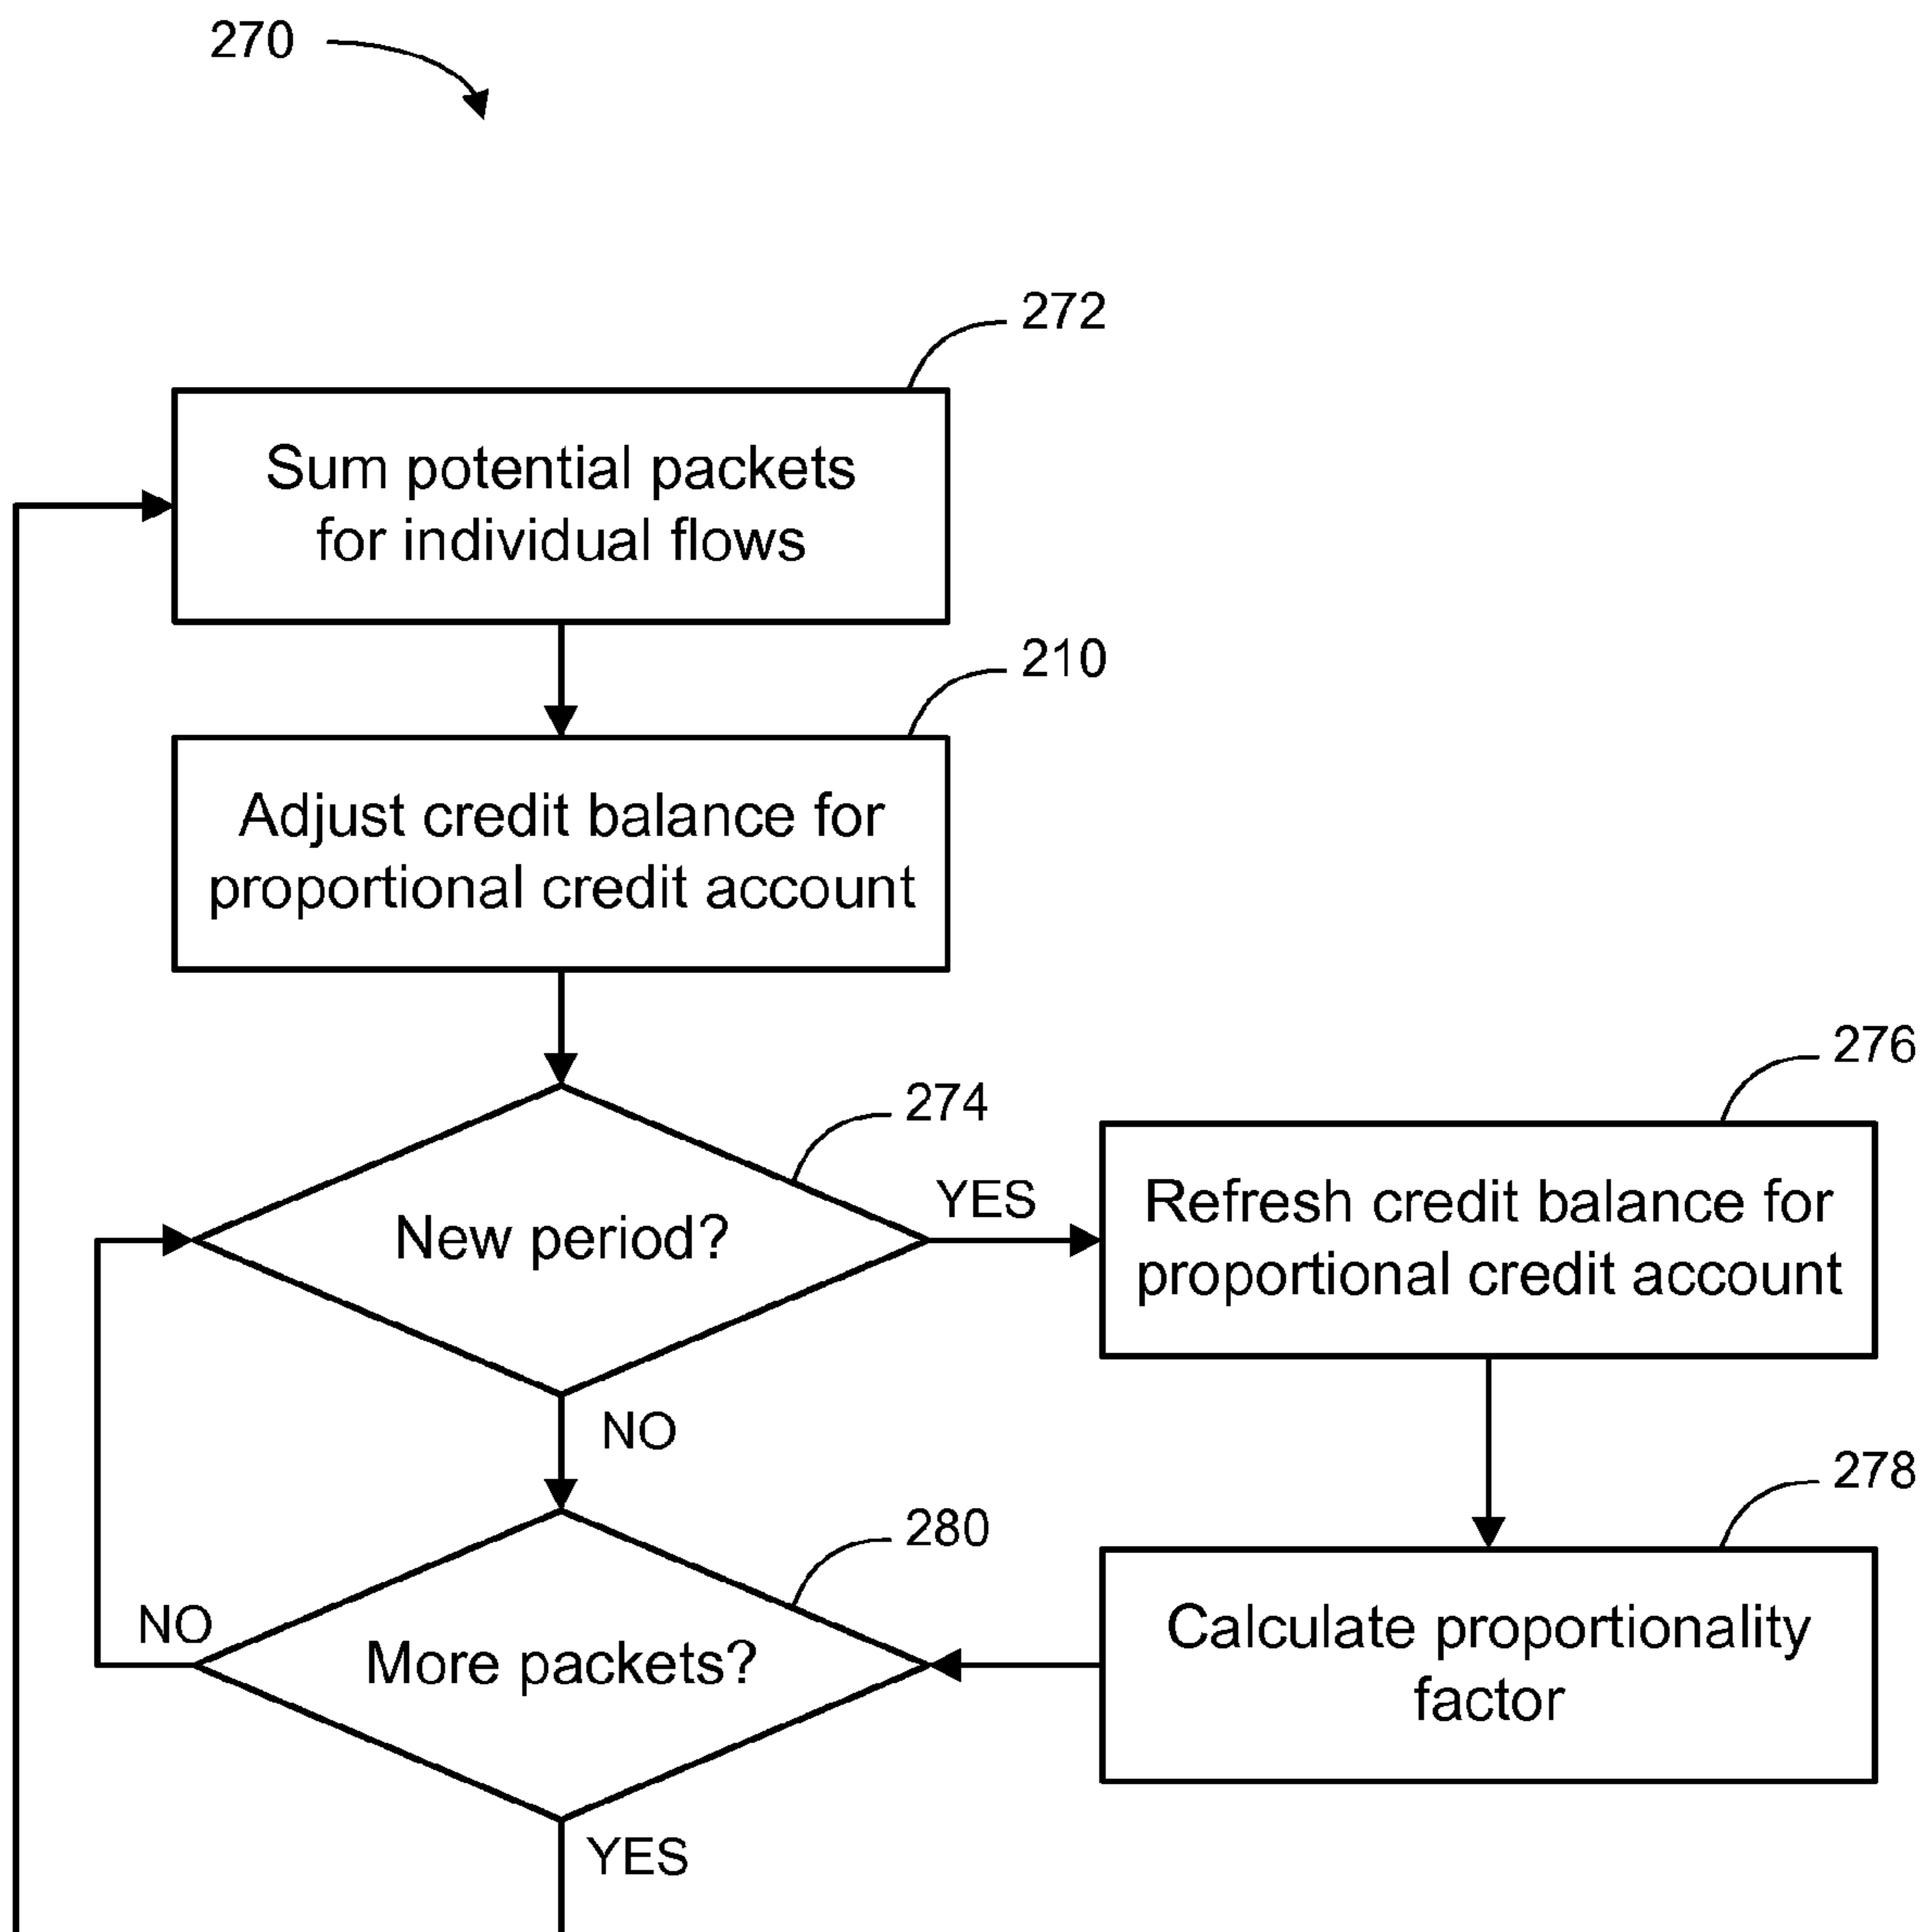 270
272
Sum potential packets
for individual flows
210
Adjust credit balance for
proportional credit account
274
New period?
YES
276
Refresh credit balance for
proportional credit account
NO
278
Calculate proportionality
factor
280
More packets?
NO
YES